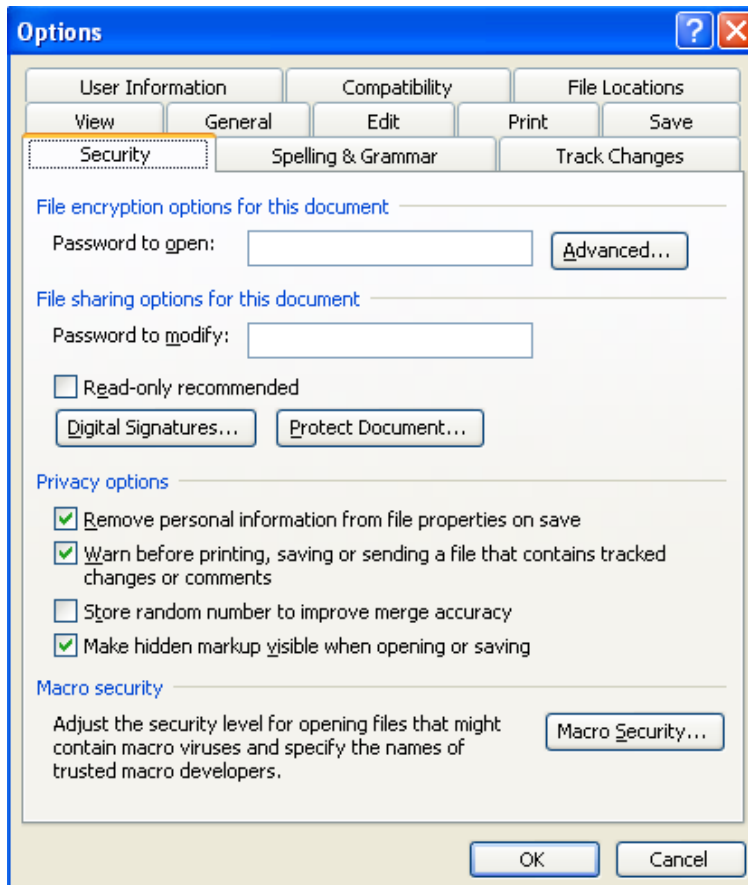 Options
User Information Compatibility File Locations
View General Edit Print Save
Security Spelling & Grammar Track Changes
File encryption options for this document
Password to open: Advanced...
File sharing options for this document
Password to modify:
Read-only recommended
Digital Signatures... Protect Document...
Privacy options
Remove personal information from file properties on save
Warn before printing, saving or sending a file that contains tracked
changes or comments
Store random number to improve merge accuracy
Make hidden markup visible when opening or saving
Macro security
Adjust the security level for opening files that might
contain macro viruses and specify the names of
trusted macro developers.
Macro Security...
OK Cancel